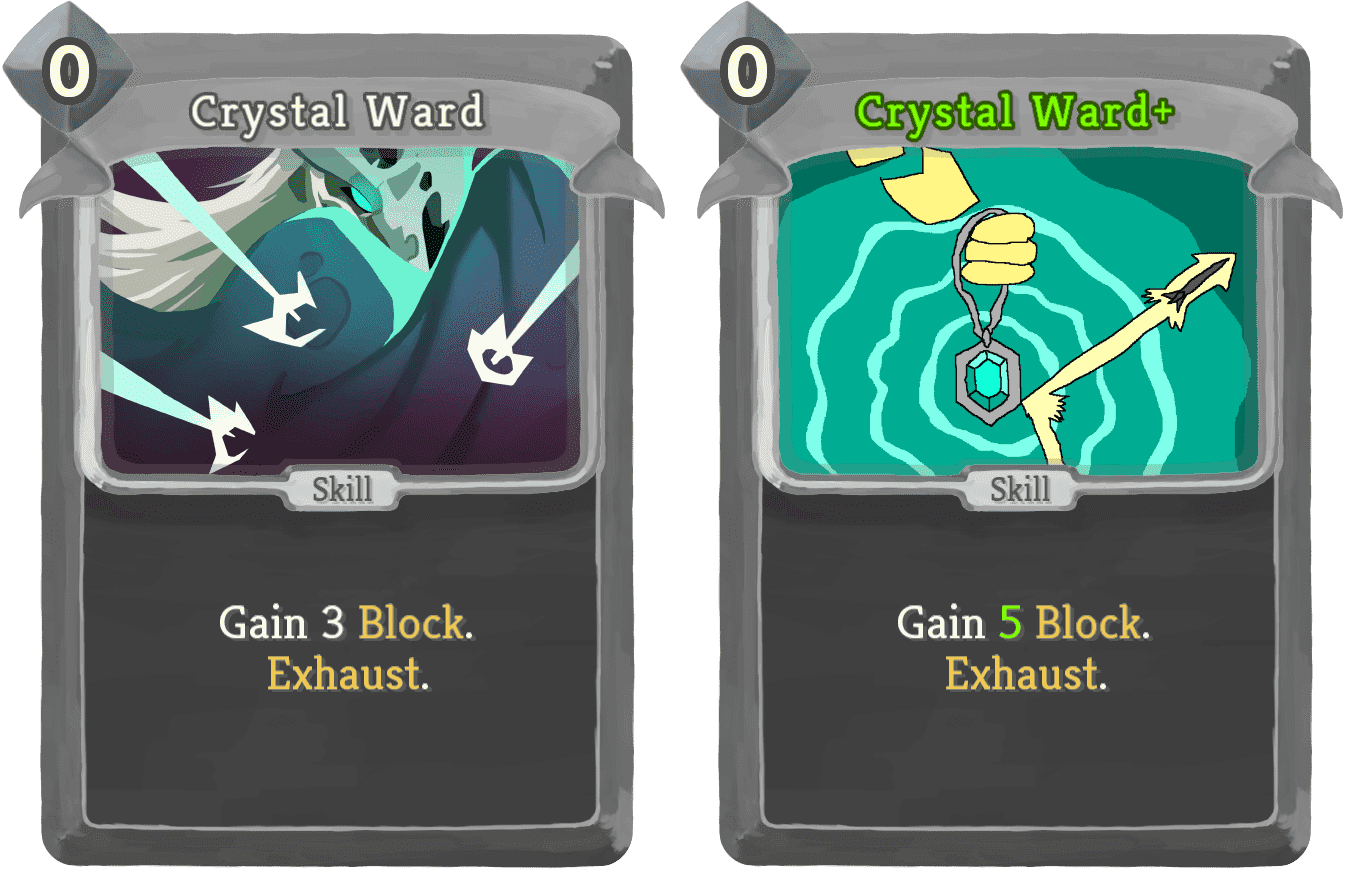 0
Crystal Ward
Skill
Gain 3 Block.
Exhaust.
0
Crystal Ward+
Skill
Gain 5 Block.
Exhaust.